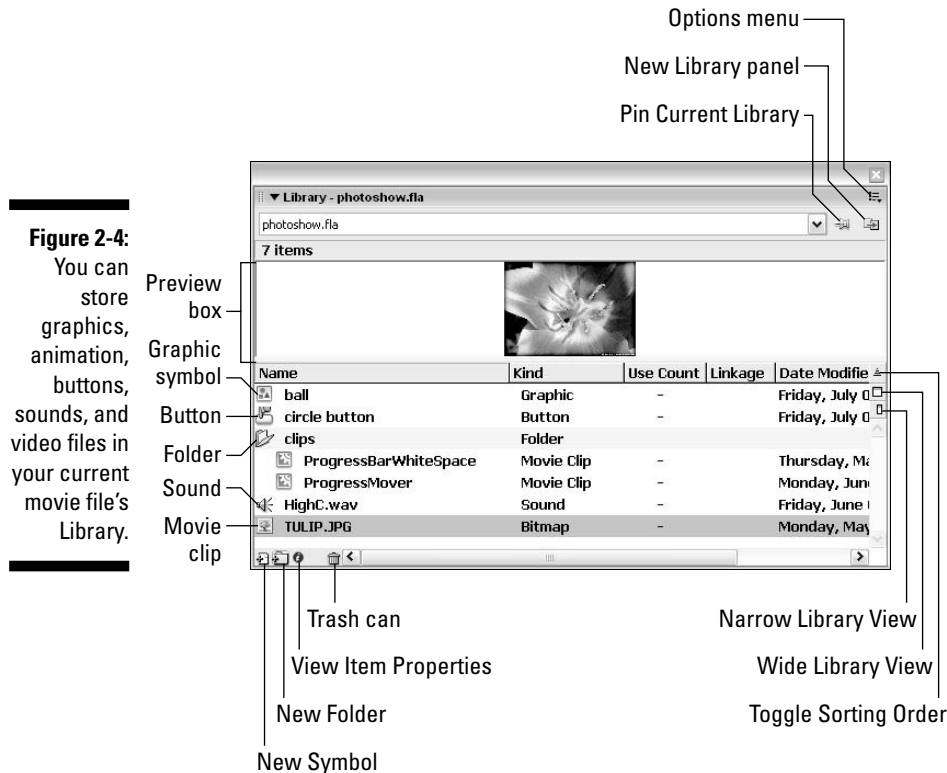 Options menu
New Library panel
Pin Current Library
Library - photoshow.fla
photoshow.fla
7 items
Figure 2-4:
You can
store
graphics,
animation,
buttons,
sounds, and
video files in
your current
movie file's
Library.
Preview
box
Graphic
symbol
Button
Folder
Sound
Movie
clip
Name Kind Use Count Linkage Date Modifie
ball Graphic - Friday, July 0
circle button Button - Friday, July 0
clips Folder
ProgressBarWhiteSpace Movie Clip - Thursday, Ma
ProgressMover Movie Clip - Monday, Jun
HighC.wav Sound - Friday, June
TULIP.JPG Bitmap - Monday, May
Trash can
View Item Properties
New Folder
New Symbol
Narrow Library View
Wide Library View
Toggle Sorting Order